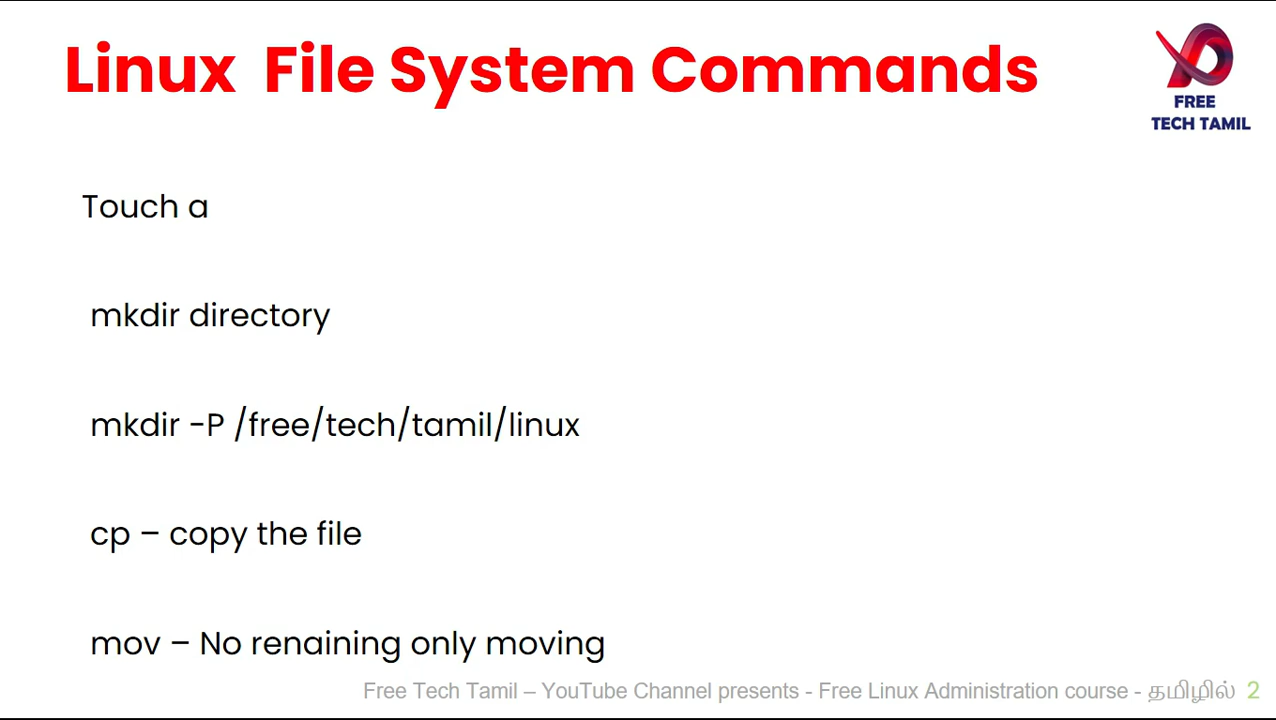 Linux File System Commands
FREE
TECH TAMIL
Touch a
mkdir directory
mkdir -P /free/tech/tamil/linux
cp – copy the file
mov – No renaining only moving
Free Tech Tamil – YouTube Channel presents - Free Linux Administration course - தமிழில் 2